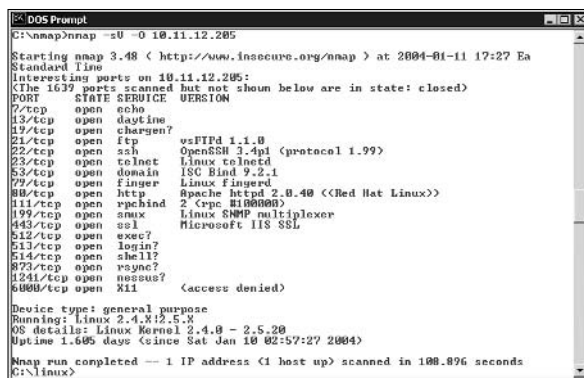 DOS Prompt
C:\nmap>nmap -sV -O 10.11.12.205
Starting nmap 3.48 ( http://www.insecure.org/nmap ) at 2004-01-11 17:27 Ea
Standard Time
Interesting ports on 10.11.12.205:
(The 1639 ports scanned but not shown below are in state: closed)
PORT STATE SERVICE VERSION
7/tcp open echo
13/tcp open daytime
19/tcp open chargen?
21/tcp open ftp vsFTPd 1.1.0
22/tcp open ssh OpenSSH 3.4p1 (protocol 1.99)
23/tcp open telnet Linux telnetd
53/tcp open domain ISC Bind 9.2.1
79/tcp open finger Linux fingerd
80/tcp open http Apache httpd 2.0.40 ((Red Hat Linux))
111/tcp open rpcbind 2 (rpc #100000)
199/tcp open smux Linux SNMP multiplexer
443/tcp open ssl Microsoft IIS SSL
512/tcp open exec?
513/tcp open login?
514/tcp open shell?
873/tcp open rsync?
1241/tcp open nessus?
6000/tcp open X11 (access denied)
Device type: general purpose
Running: Linux 2.4.X|2.5.X
OS details: Linux Kernel 2.4.0 - 2.5.20
Uptime 1.605 days (since Sat Jan 10 02:57:27 2004)
Nmap run completed -- 1 IP address (1 host up) scanned in 108.896 seconds
C:\linux>